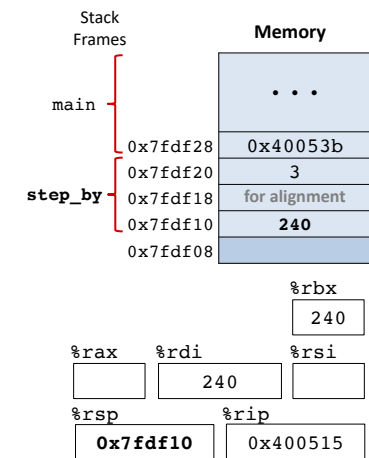 Stack
Frames
Memory
• • •
main
0x7fdf28 0x40053b
0x7fdf20 3
step_by 0x7fdf18 for alignment
0x7fdf10 240
0x7fdf08
%rbx
240
%rax %rdi %rsi
240
%rsp %rip
0x7fdf10 0x400515